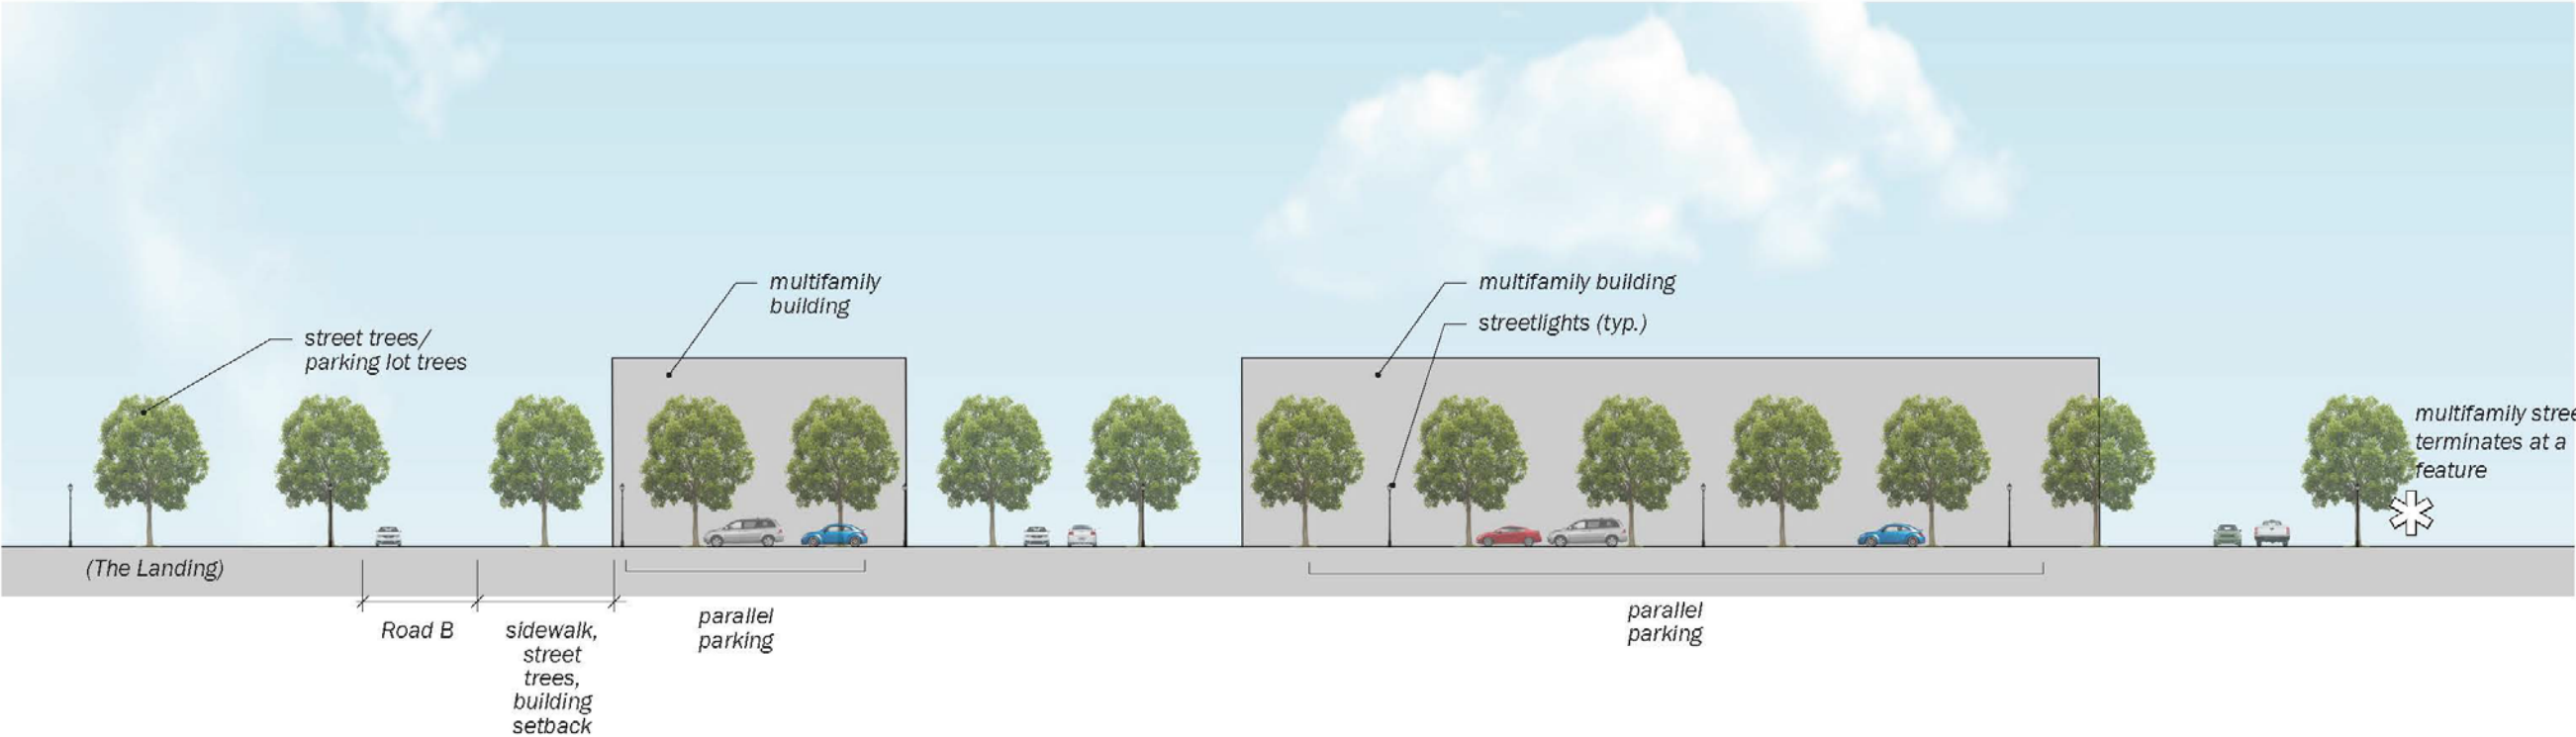 multifamily
building
multifamily building
streetlights (typ.)
street trees/
parking lot trees
multifamily stree
terminates at a
feature
(The Landing)
Road B
sidewalk,
street
trees,
building
setback
parallel
parking
parallel
parking